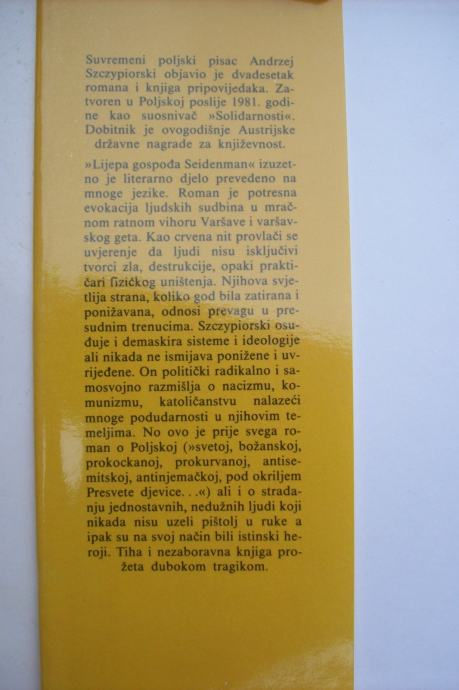 Suvremeni poljski pisac Andrzej
Szczypiorski objavio je dvadesetak
romana i knjiga pripovijedaka. Za-
tvoren u Poljskoj poslije 1981. godi-
ne kao suosnivač »Solidarnosti«.
Dobitnik je ovogodišnje Austrijske
državne nagrade za književnost.
»Lijepa gospođa Seidenman« izuzet-
no je literarno djelo prevedeno na
mnoge jezike. Roman je potresna
evokacija ljudskih sudbina u mrač-
nom ratnom vihoru Varšave i varšav-
skog geta. Kao crvena nit provlači se
uvjerenje da ljudi nisu isključivi
tvorci zla, destrukcije, opaki prakti-
čari fizičkog uništenja. Njihova svje-
tlija strana, koliko god bila zatirana i
ponižavana, odnosi prevagu u pre-
sudnim trenucima. Szczypiorski osu-
đuje i demaskira sisteme i ideologije
ali nikada ne ismijava ponižene i uv-
rijeđene. On politički radikalno i sa-
mosvojno razmišlja o nacizmu, ko-
munizmu, katoličanstvu nalazeći
mnoge podudarnosti u njihovim te-
meljima. No ovo je prije svega ro-
man o Poljskoj (»svetoj, božanskoj,
prokockanoj, prokurvanoj, antise-
mitskoj, antinjemačkoj, pod okriljem
Presvete djevice. . .«) ali i o strada-
nju jednostavnih, nedužnih ljudi koji
nikada nisu uzeli pištolj u ruke a
ipak su na svoj način bili istinski he-
roji. Tiha i nezaboravna knjiga pro-
žeta dubokom tragikom.